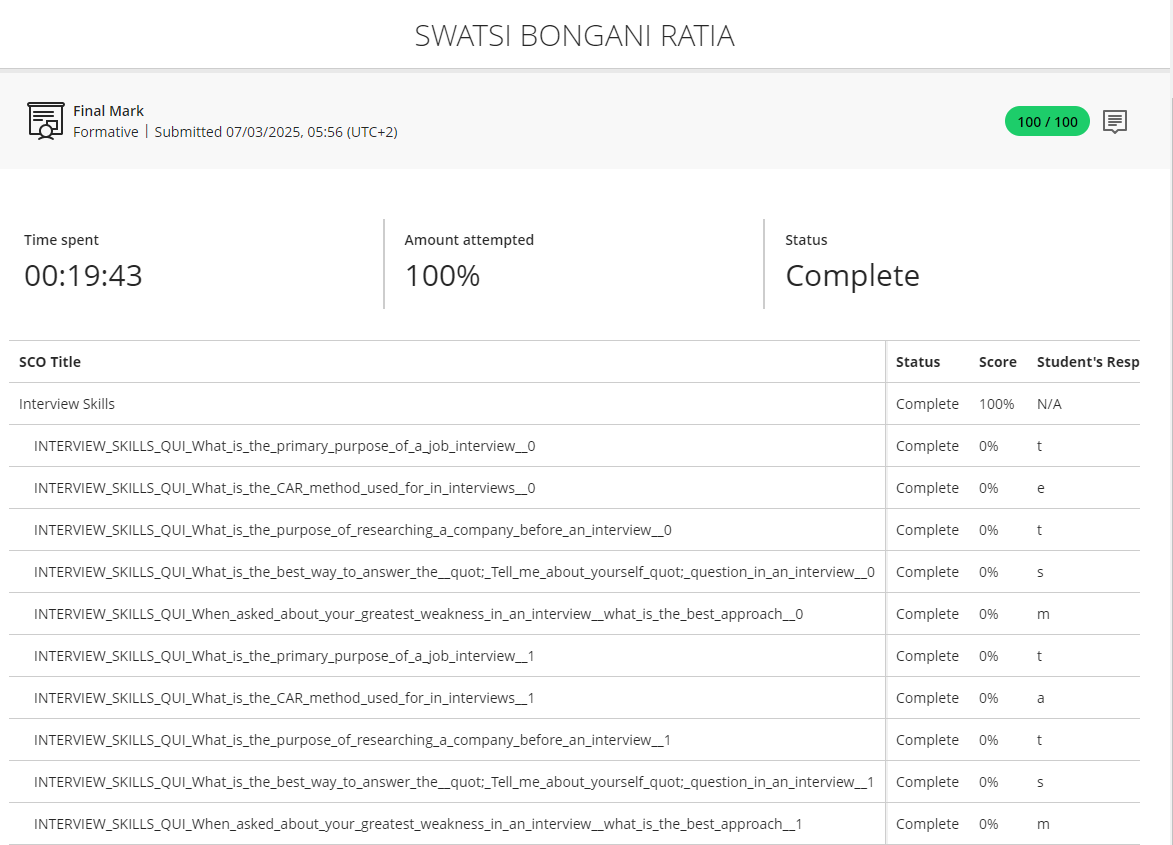 SWATSI BONGANI RATIA
Final Mark
Formative | Submitted 07/03/2025, 05:56 (UTC+2)
100 / 100
Time spent
00:19:43
Amount attempted
100%
Status
Complete
SCO Title Status Score Student's Resp
Interview Skills Complete 100% N/A
INTERVIEW_SKILLS_QUI_What_is_the_primary_purpose_of_a_job_interview__0 Complete 0% t
INTERVIEW_SKILLS_QUI_What_is_the_CAR_method_used_for_in_interviews__0 Complete 0% e
INTERVIEW_SKILLS_QUI_What_is_the_purpose_of_researching_a_company_before_an_interview__0 Complete 0% t
INTERVIEW_SKILLS_QUI_What_is_the_best_way_to_answer_the__quot;_Tell_me_about_yourself_quot;_question_in_an_interview__0 Complete 0% s
INTERVIEW_SKILLS_QUI_When_asked_about_your_greatest_weakness_in_an_interview__what_is_the_best_approach__0 Complete 0% m
INTERVIEW_SKILLS_QUI_What_is_the_primary_purpose_of_a_job_interview__1 Complete 0% t
INTERVIEW_SKILLS_QUI_What_is_the_CAR_method_used_for_in_interviews__1 Complete 0% a
INTERVIEW_SKILLS_QUI_What_is_the_purpose_of_researching_a_company_before_an_interview__1 Complete 0% t
INTERVIEW_SKILLS_QUI_What_is_the_best_way_to_answer_the__quot;_Tell_me_about_yourself_quot;_question_in_an_interview__1 Complete 0% s
INTERVIEW_SKILLS_QUI_When_asked_about_your_greatest_weakness_in_an_interview__what_is_the_best_approach__1 Complete 0% m